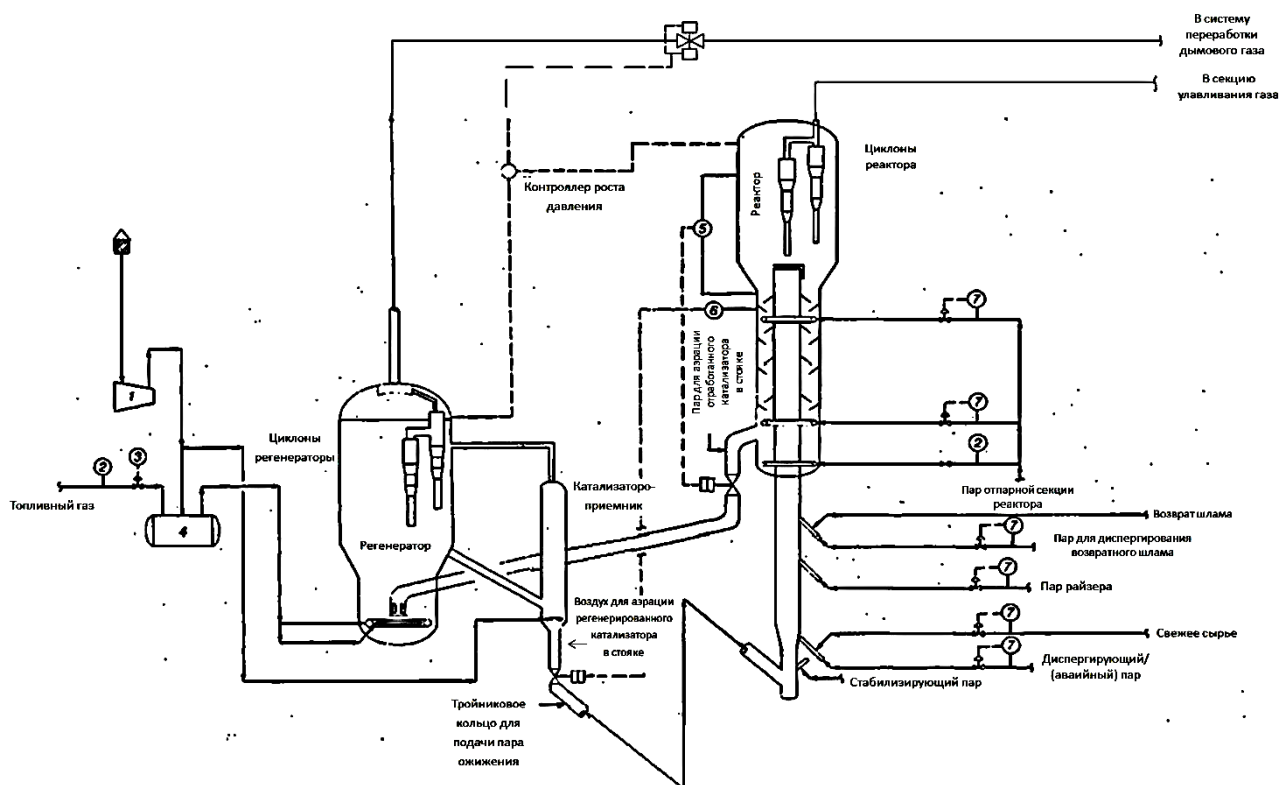 В систему
переработки
дымового газа
В секцию
улавливания газа
Циклоны
реактора
Реактор
Контроллер роста
давления
5
6
7
Пар для аэрации
отработанного
катализатора
в стояке
1
Циклоны
регенераторы
2
3
Топливный газ
4
Регенератор
Катализаторо-
приемник
7
2
Пар отпарной секции
реактора
Возврат шлама
7
Пар для диспергирования
возвратного шлама
7
Пар райзера
Воздух для аэрации
регенерированного
катализатора
в стояке
7
Свежее сырье
7
Диспергирующий/
(аваийный) пар
Стабилизирующий пар
Тройниковое
кольцо для
подачи пара
ожижения